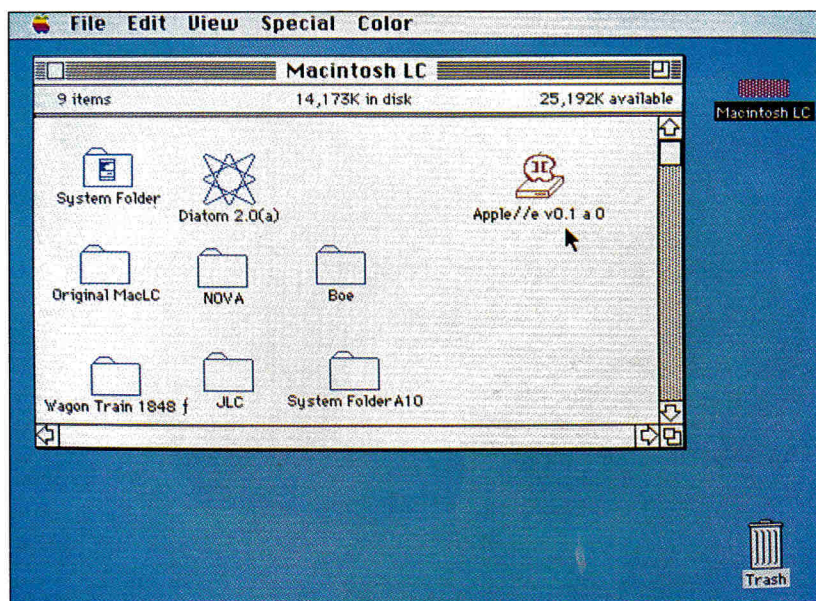 File Edit View Special Color
Macintosh LC
9 items 14,173K in disk 25,192K available
Macintosh LC
System Folder
Diatom 2.0(a)
Apple//e v0.1 a 0
Original MacLC
NOVA
Boe
Wagon Train 1848 ƒ
JLC
System Folder A10
Trash